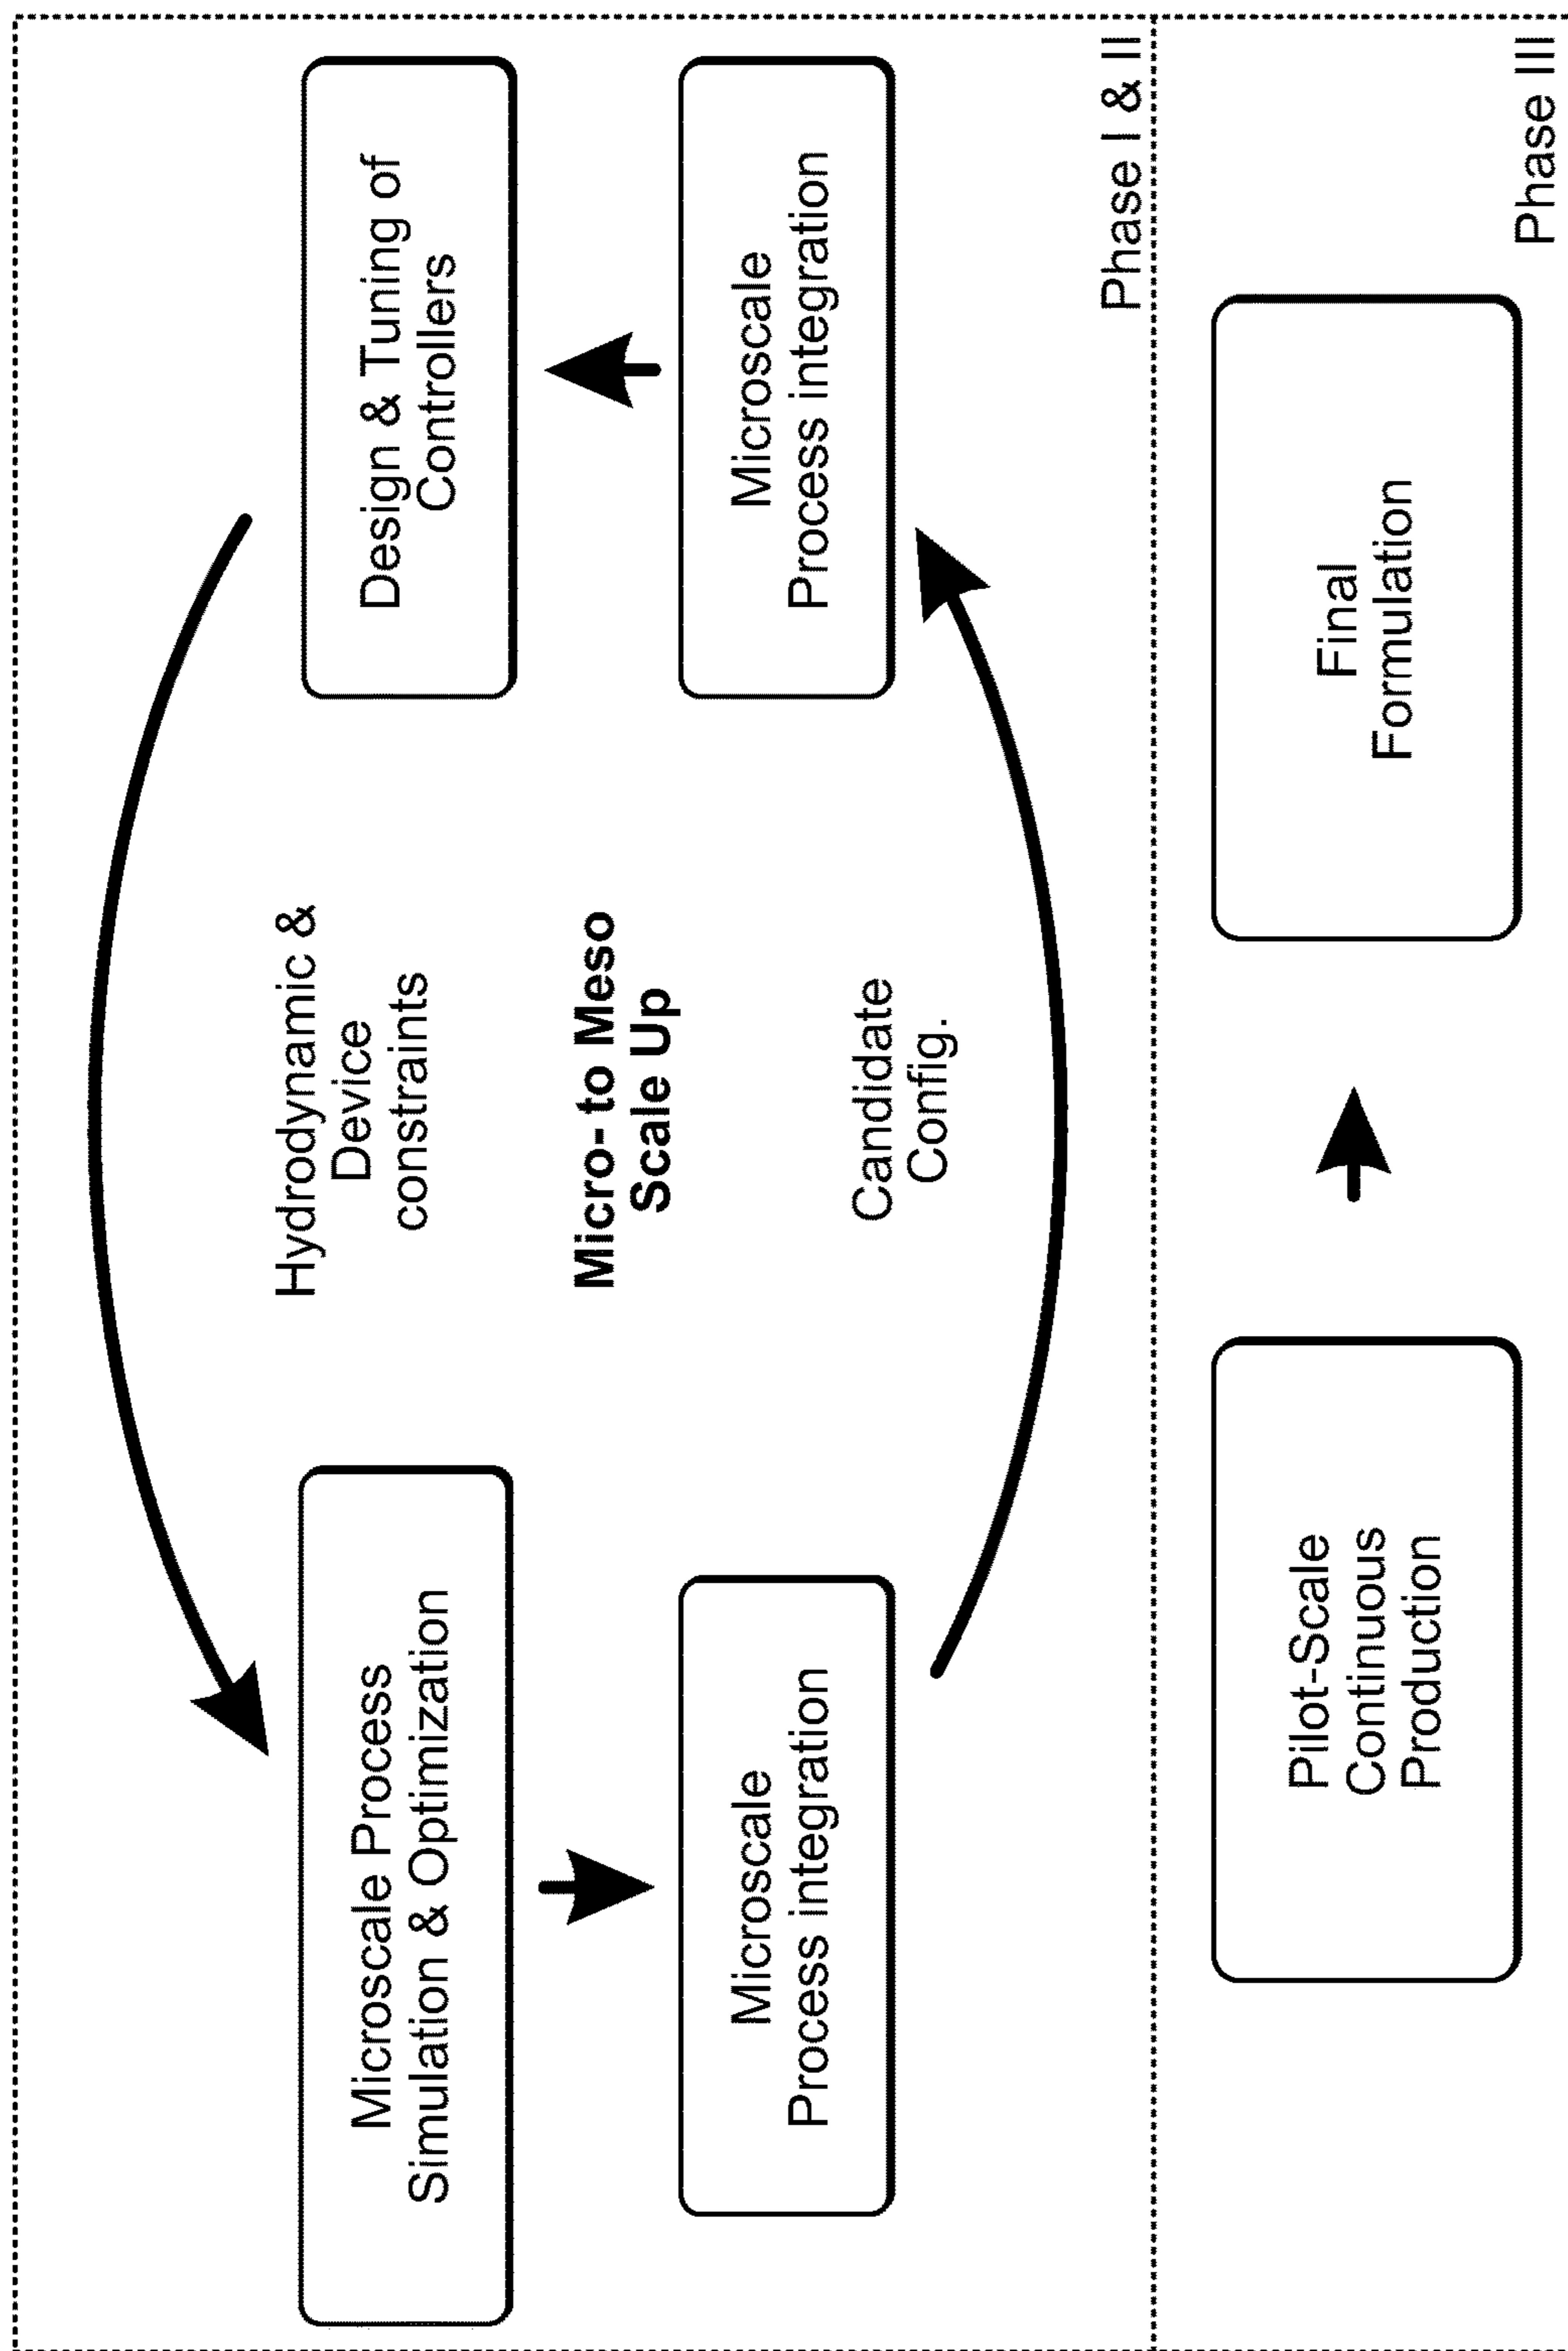 Microscale Process
Simulation & Optimization
Microscale
Process integration
Hydrodynamic &
Device
constraints
Micro- to Meso
Scale Up
Candidate
Config.
Design & Tuning of
Controllers
Microscale
Process integration
Phase I & II
Pilot-Scale
Continuous
Production
Final
Formulation
Phase III